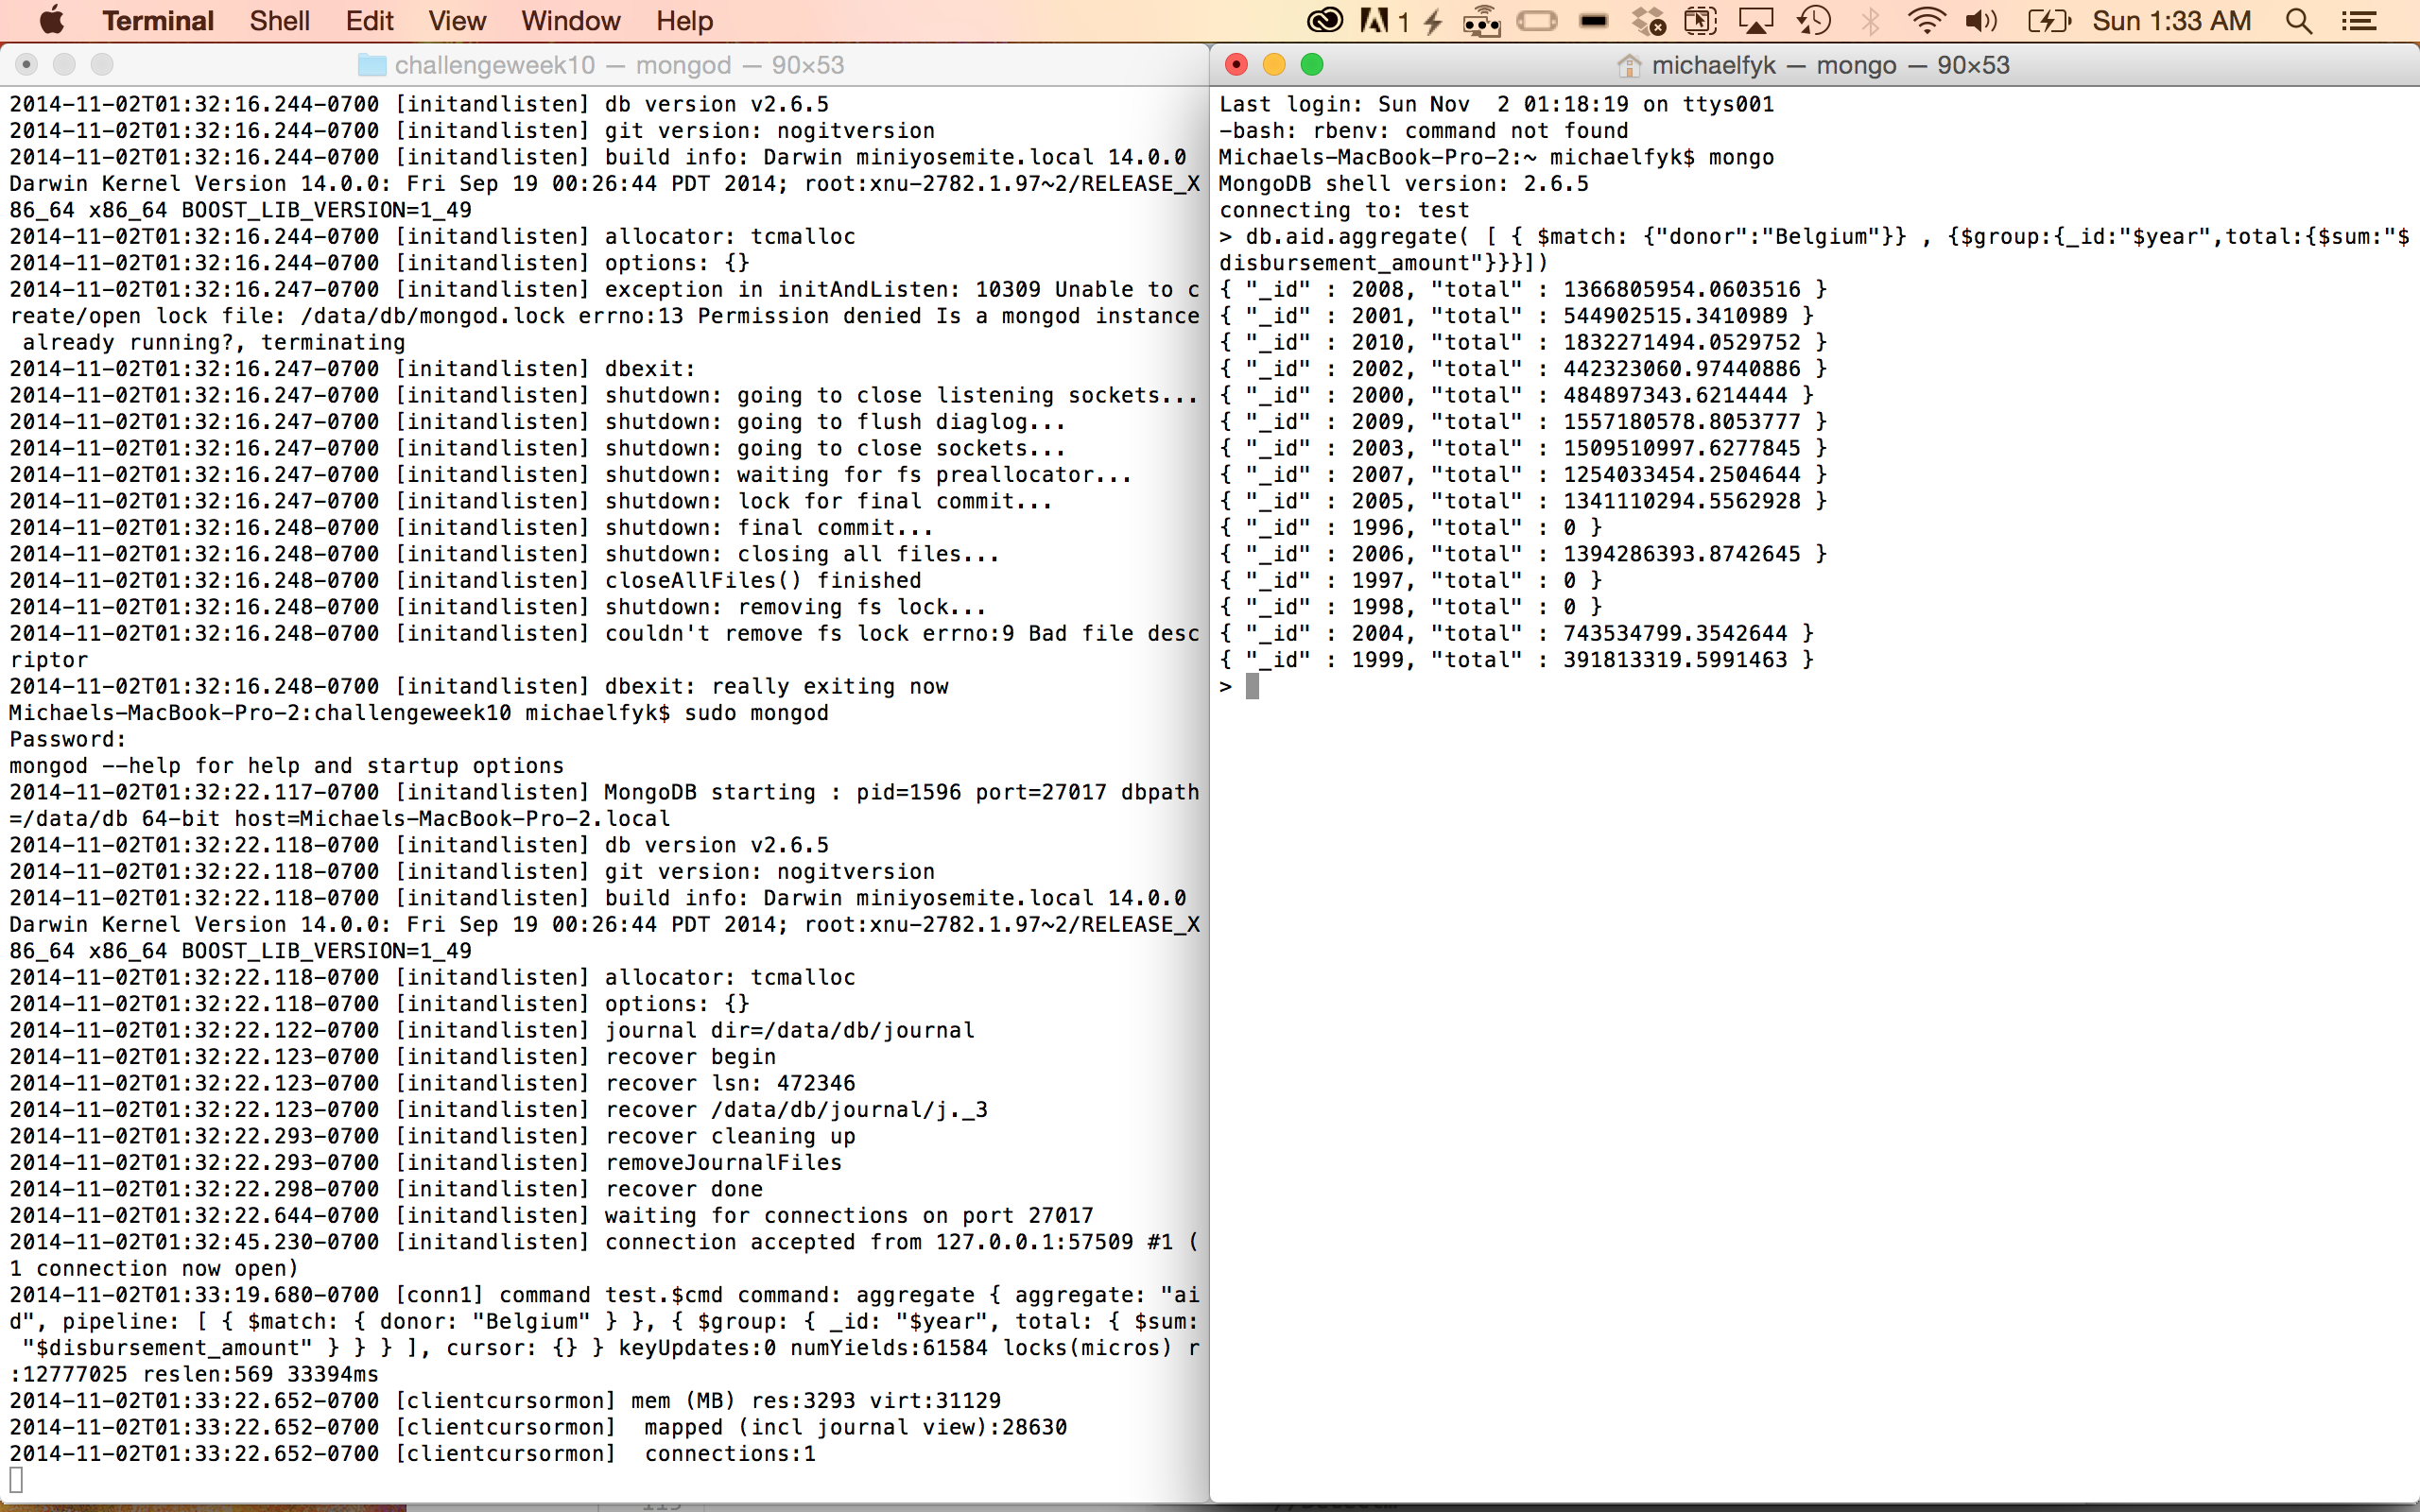 Terminal Shell Edit View Window Help 1 Sun 1:33 AM
challengeweek10 — mongod — 90×53
2014-11-02T01:32:16.244-0700 [initandlisten] db version v2.6.5
2014-11-02T01:32:16.244-0700 [initandlisten] git version: nogitversion
2014-11-02T01:32:16.244-0700 [initandlisten] build info: Darwin miniyosemite.local 14.0.0
Darwin Kernel Version 14.0.0: Fri Sep 19 00:26:44 PDT 2014; root:xnu-2782.1.97~2/RELEASE_X
86_64 x86_64 BOOST_LIB_VERSION=1_49
2014-11-02T01:32:16.244-0700 [initandlisten] allocator: tcmalloc
2014-11-02T01:32:16.244-0700 [initandlisten] options: {}
2014-11-02T01:32:16.247-0700 [initandlisten] exception in initAndListen: 10309 Unable to c
reate/open lock file: /data/db/mongod.lock errno:13 Permission denied Is a mongod instance
already running?, terminating
2014-11-02T01:32:16.247-0700 [initandlisten] dbexit:
2014-11-02T01:32:16.247-0700 [initandlisten] shutdown: going to close listening sockets...
2014-11-02T01:32:16.247-0700 [initandlisten] shutdown: going to flush diaglog...
2014-11-02T01:32:16.247-0700 [initandlisten] shutdown: going to close sockets...
2014-11-02T01:32:16.247-0700 [initandlisten] shutdown: waiting for fs preallocator...
2014-11-02T01:32:16.247-0700 [initandlisten] shutdown: lock for final commit...
2014-11-02T01:32:16.248-0700 [initandlisten] shutdown: final commit...
2014-11-02T01:32:16.248-0700 [initandlisten] shutdown: closing all files...
2014-11-02T01:32:16.248-0700 [initandlisten] closeAllFiles() finished
2014-11-02T01:32:16.248-0700 [initandlisten] shutdown: removing fs lock...
2014-11-02T01:32:16.248-0700 [initandlisten] couldn't remove fs lock errno:9 Bad file desc
riptor
2014-11-02T01:32:16.248-0700 [initandlisten] dbexit: really exiting now
Michaels-MacBook-Pro-2:challengeweek10 michaelfyk$ sudo mongod
Password:
mongod --help for help and startup options
2014-11-02T01:32:22.117-0700 [initandlisten] MongoDB starting : pid=1596 port=27017 dbpath
=/data/db 64-bit host=Michaels-MacBook-Pro-2.local
2014-11-02T01:32:22.118-0700 [initandlisten] db version v2.6.5
2014-11-02T01:32:22.118-0700 [initandlisten] git version: nogitversion
2014-11-02T01:32:22.118-0700 [initandlisten] build info: Darwin miniyosemite.local 14.0.0
Darwin Kernel Version 14.0.0: Fri Sep 19 00:26:44 PDT 2014; root:xnu-2782.1.97~2/RELEASE_X
86_64 x86_64 BOOST_LIB_VERSION=1_49
2014-11-02T01:32:22.118-0700 [initandlisten] allocator: tcmalloc
2014-11-02T01:32:22.118-0700 [initandlisten] options: {}
2014-11-02T01:32:22.122-0700 [initandlisten] journal dir=/data/db/journal
2014-11-02T01:32:22.123-0700 [initandlisten] recover begin
2014-11-02T01:32:22.123-0700 [initandlisten] recover lsn: 472346
2014-11-02T01:32:22.123-0700 [initandlisten] recover /data/db/journal/j._3
2014-11-02T01:32:22.293-0700 [initandlisten] recover cleaning up
2014-11-02T01:32:22.293-0700 [initandlisten] removeJournalFiles
2014-11-02T01:32:22.298-0700 [initandlisten] recover done
2014-11-02T01:32:22.644-0700 [initandlisten] waiting for connections on port 27017
2014-11-02T01:32:45.230-0700 [initandlisten] connection accepted from 127.0.0.1:57509 #1 (
1 connection now open)
2014-11-02T01:33:19.680-0700 [conn1] command test.$cmd command: aggregate { aggregate: "ai
d", pipeline: [ { $match: { donor: "Belgium" } }, { $group: { _id: "$year", total: { $sum:
"$disbursement_amount" } } } ], cursor: {} } keyUpdates:0 numYields:61584 locks(micros) r
:12777025 reslen:569 33394ms
2014-11-02T01:33:22.652-0700 [clientcursormon] mem (MB) res:3293 virt:31129
2014-11-02T01:33:22.652-0700 [clientcursormon]  mapped (incl journal view):28630
2014-11-02T01:33:22.652-0700 [clientcursormon]  connections:1
michaelfyk — mongo — 90×53
Last login: Sun Nov  2 01:18:19 on ttys001
-bash: rbenv: command not found
Michaels-MacBook-Pro-2:~ michaelfyk$ mongo
MongoDB shell version: 2.6.5
connecting to: test
> db.aid.aggregate( [ { $match: {"donor":"Belgium"}} , {$group:{_id:"$year",total:{$sum:"$
disbursement_amount"}}}])
{ "_id" : 2008, "total" : 1366805954.0603516 }
{ "_id" : 2001, "total" : 544902515.3410989 }
{ "_id" : 2010, "total" : 1832271494.0529752 }
{ "_id" : 2002, "total" : 442323060.97440886 }
{ "_id" : 2000, "total" : 484897343.6214444 }
{ "_id" : 2009, "total" : 1557180578.8053777 }
{ "_id" : 2003, "total" : 1509510997.6277845 }
{ "_id" : 2007, "total" : 1254033454.2504644 }
{ "_id" : 2005, "total" : 1341110294.5562928 }
{ "_id" : 1996, "total" : 0 }
{ "_id" : 2006, "total" : 1394286393.8742645 }
{ "_id" : 1997, "total" : 0 }
{ "_id" : 1998, "total" : 0 }
{ "_id" : 2004, "total" : 743534799.3542644 }
{ "_id" : 1999, "total" : 391813319.5991463 }
>